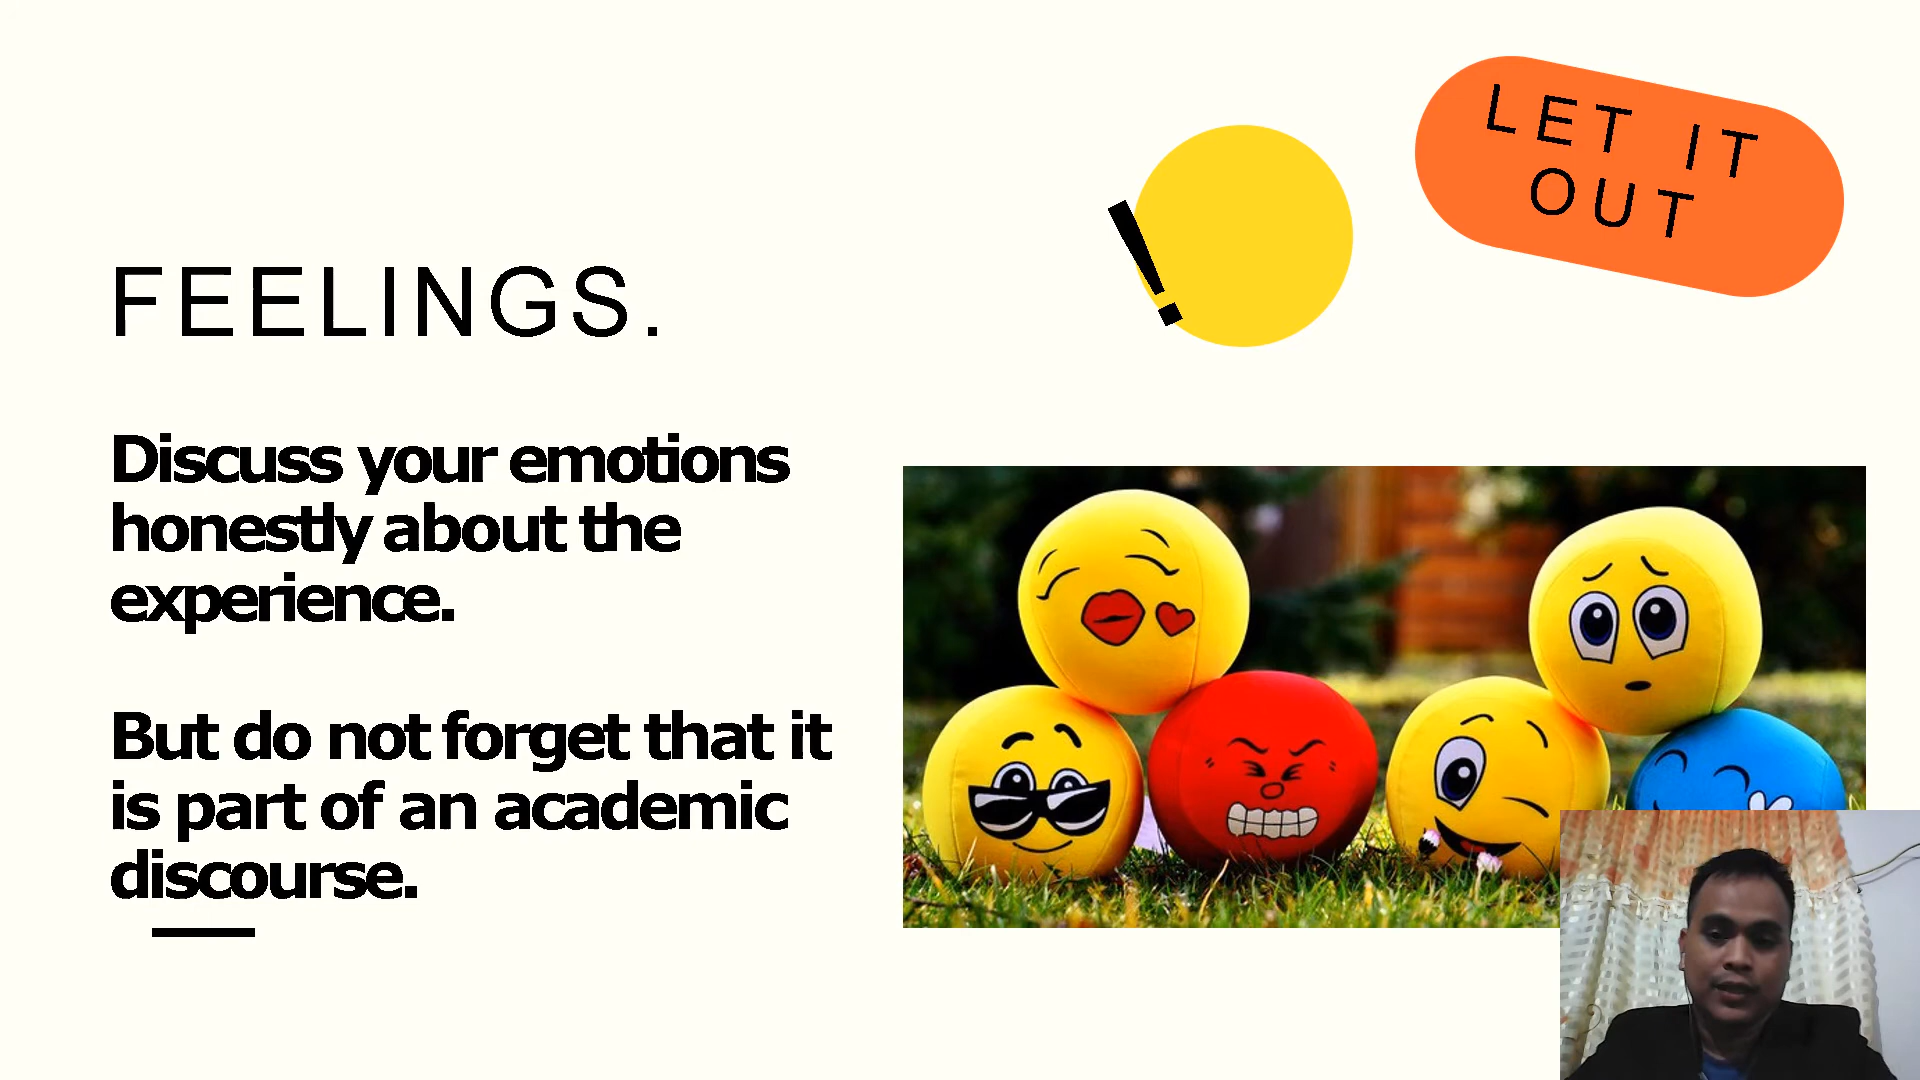 LET IT
OUT
!
FEELINGS.
Discuss your emotions
honestly about the
experience.
But do not forget that it
is part of an academic
discourse.